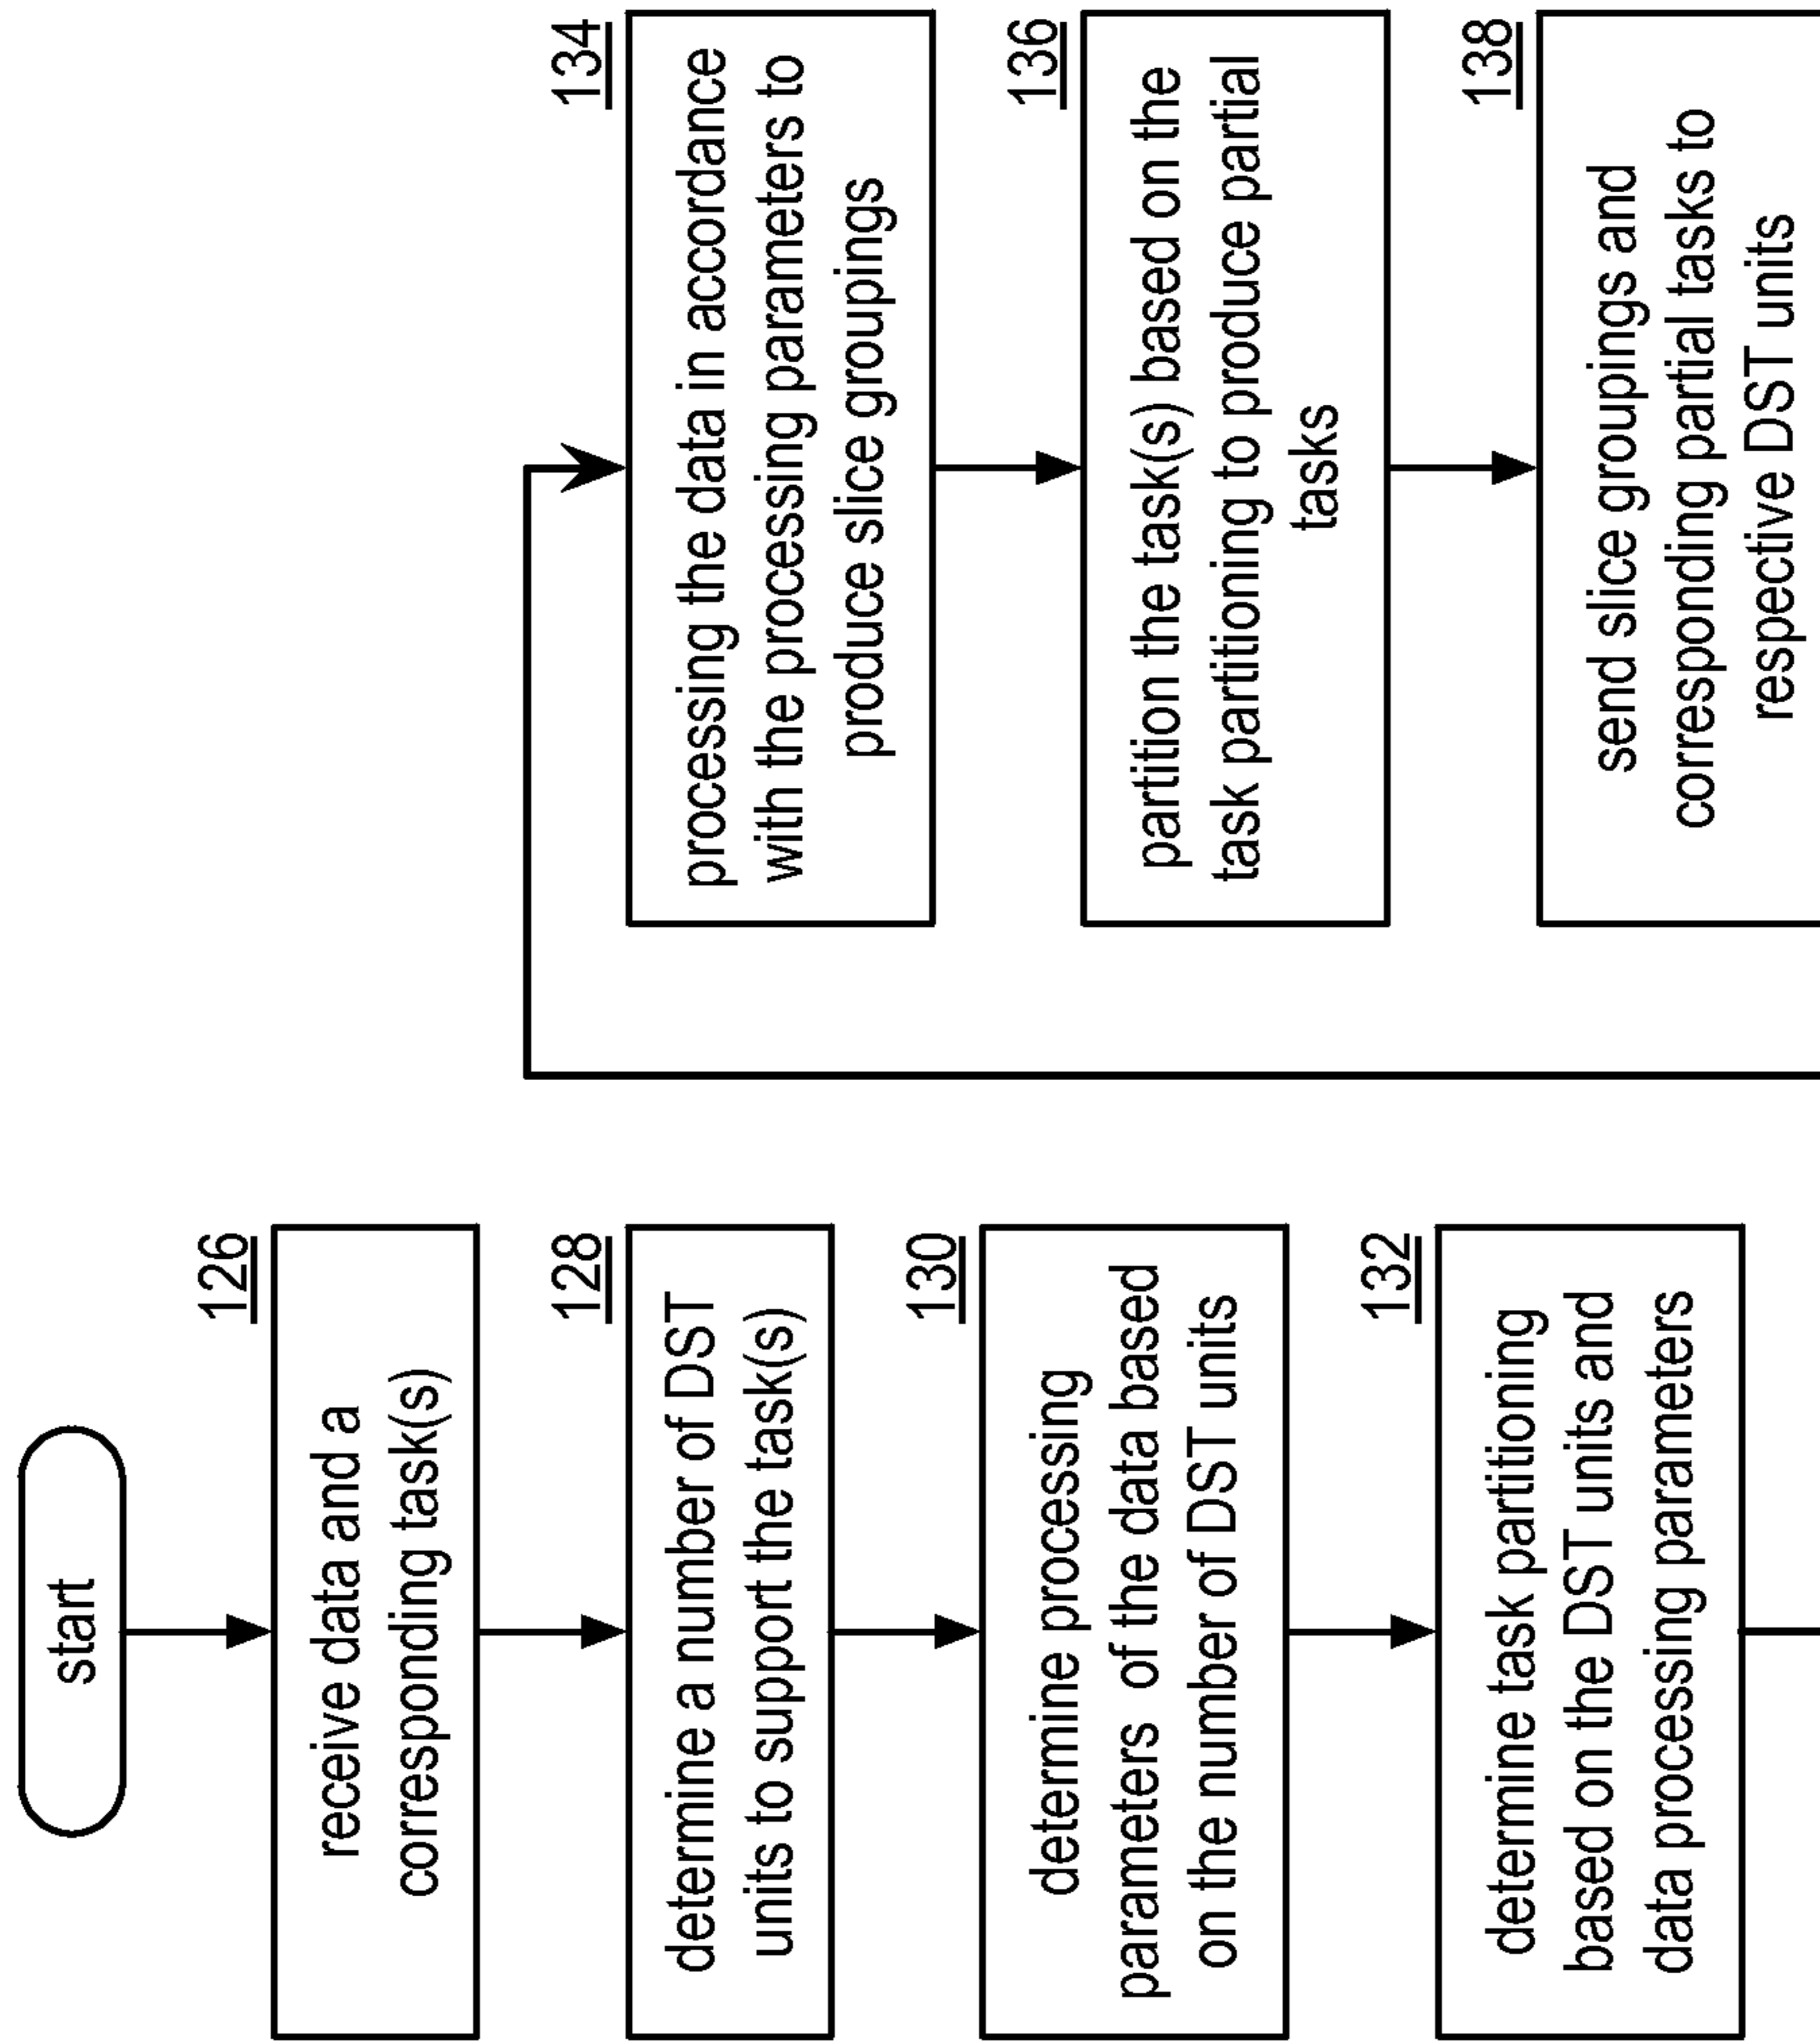 start
126
receive data and a
corresponding task(s)
128
determine a number of DST
units to support the task(s)
130
determine processing
parameters of the data based
on the number of DST units
132
determine task partitioning
based on the DST units and
data processing parameters
134
processing the data in accordance
with the processing parameters to
produce slice groupings
136
partition the task(s) based on the
task partitioning to produce partial
tasks
138
send slice groupings and
corresponding partial tasks to
respective DST units